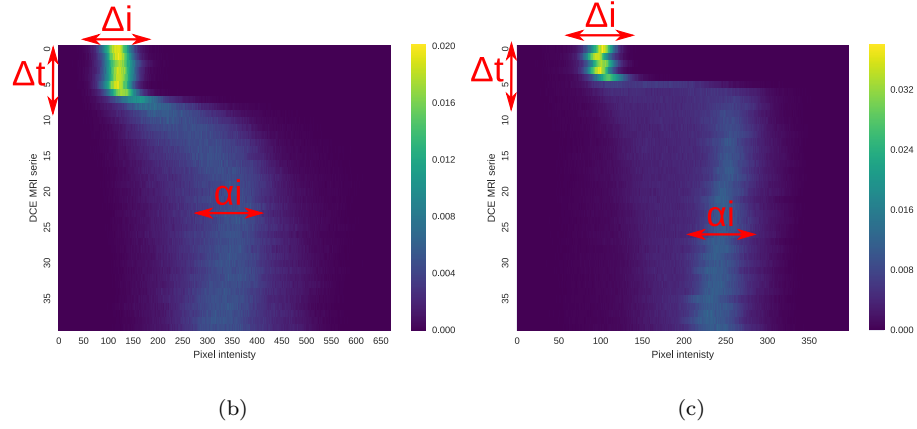 Δi
Δt
DCE MRI serie
0
5
10
15
20
25
30
35
αi
0 50 100 150 200 250 300 350 400 450 500 550 600 650
Pixel intenisty
0.020
0.016
0.012
0.008
0.004
0.000
(b)
Δi
Δt
DCE MRI serie
0
5
10
15
20
25
30
35
αi
0 50 100 150 200 250 300 350
Pixel intenisty
0.032
0.024
0.016
0.008
0.000
(c)